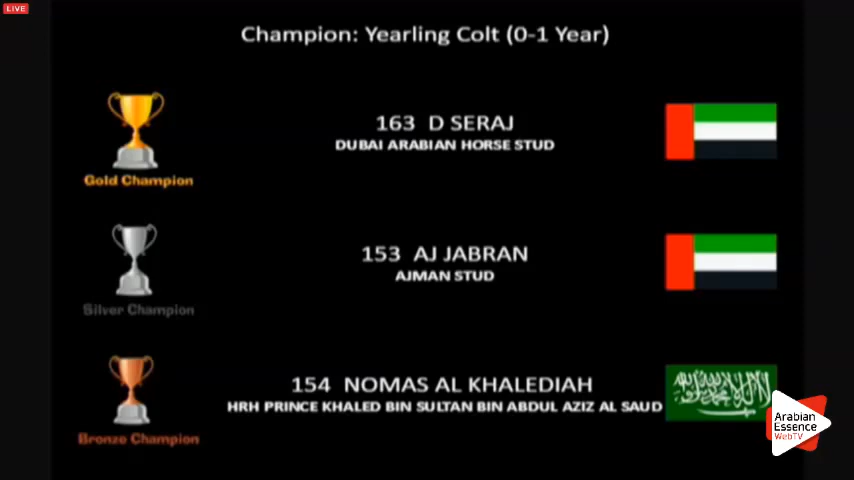 LIVE
Champion: Yearling Colt (0-1 Year)
163 D SERAJ
DUBAI ARABIAN HORSE STUD
Gold Champion
153 AJ JABRAN
AJMAN STUD
Silver Champion
154 NOMAS AL KHALEDIAH
HRH PRINCE KHALED BIN SULTAN BIN ABDUL AZIZ AL SAUD
Bronze Champion
Arabian
Essence
WebTV